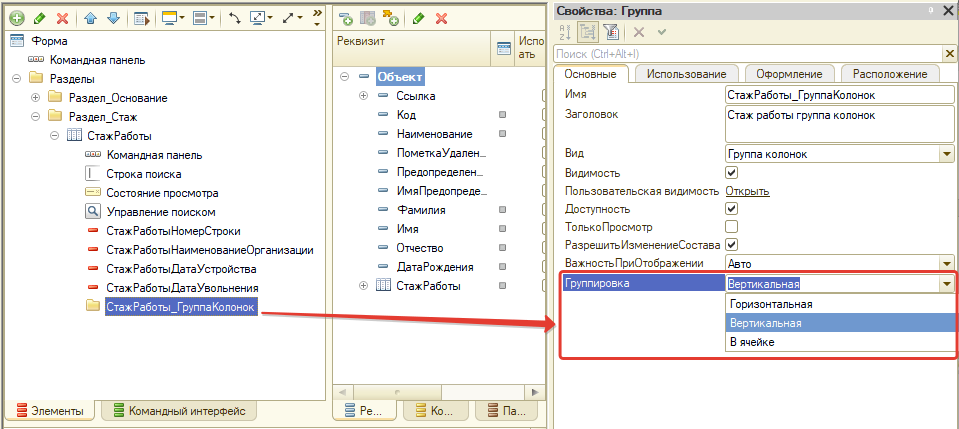 Форма
Командная панель
Разделы
Раздел_Основание
Раздел_Стаж
СтажРаботы
Командная панель
Строка поиска
Состояние просмотра
Управление поиском
СтажРаботыНомерСтроки
СтажРаботыНаименованиеОрганизации
СтажРаботыДатаУстройства
СтажРаботыДатаУвольнения
СтажРаботы_ГруппаКолонок
Элементы
Командный интерфейс
Реквизит
Испо
ать
Объект
Ссылка
Код
Наименование
ПометкаУдален...
Предопределен...
ИмяПредопреде...
Фамилия
Имя
Отчество
ДатаРождения
СтажРаботы
Ре...
Ко...
Па...
Свойства: Группа
Поиск (Ctrl+Alt+I)
Основные
Использование
Оформление
Расположение
Имя СтажРаботы_ГруппаКолонок
Заголовок Стаж работы группа колонок
Вид Группа колонок
Видимость
Пользовательская видимость Открыть
Доступность
ТолькоПросмотр
РазрешитьИзменениеСостава
ВажностьПриОтображении Авто
Группировка Вертикальная
Горизонтальная
Вертикальная
В ячейке